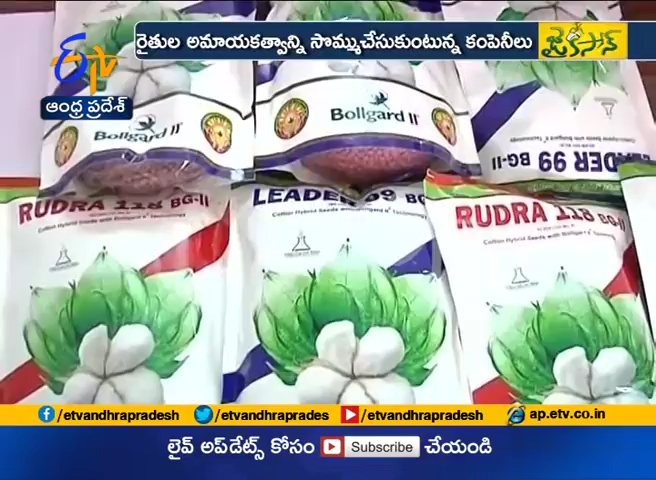 రైతుల అమాయకత్వాన్ని సొమ్ముచేసుకుంటున్న కంపెనీలు
జైకిసాన్
ఈtv
ఆంధ్ర ప్రదేశ్
Bollgard II
Bollgard II
LEADER 99 BG-II
RUDRA 118 BG-II
Cotton Hybrid Seeds with Bollgard II Technology
LEADER 99 BG
Cotton Hybrid Seeds with Bollgard II Technology
RUDRA 118 BG-II
/etvandhrapradesh
/etvandhraprades
/etvandhrapradesh
ap.etv.co.in
లైవ్ అప్‌డేట్స్ కోసం Subscribe చేయండి